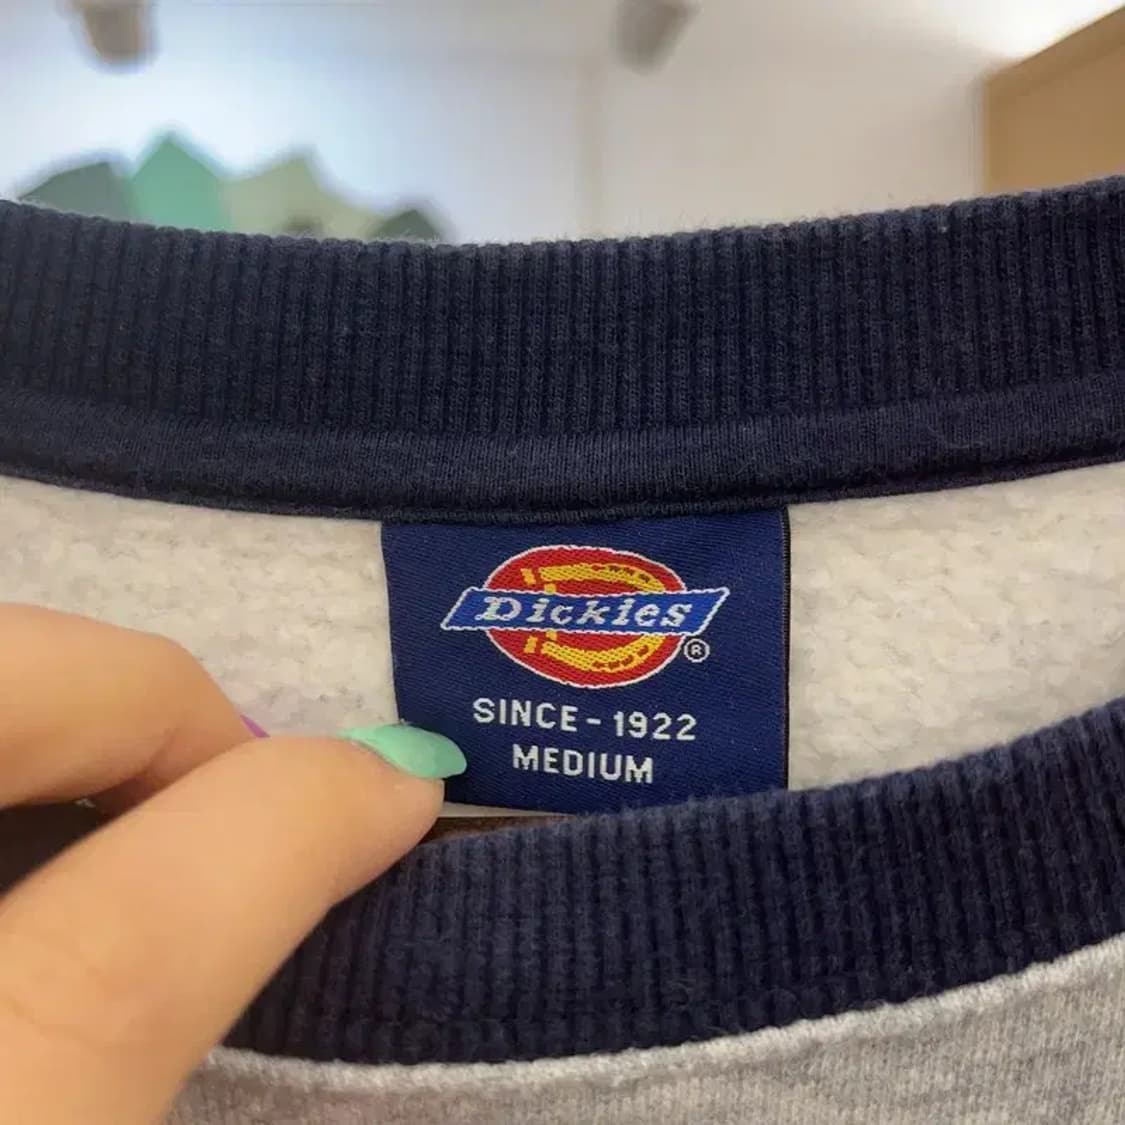 Dickies
®
SINCE - 1922
MEDIUM